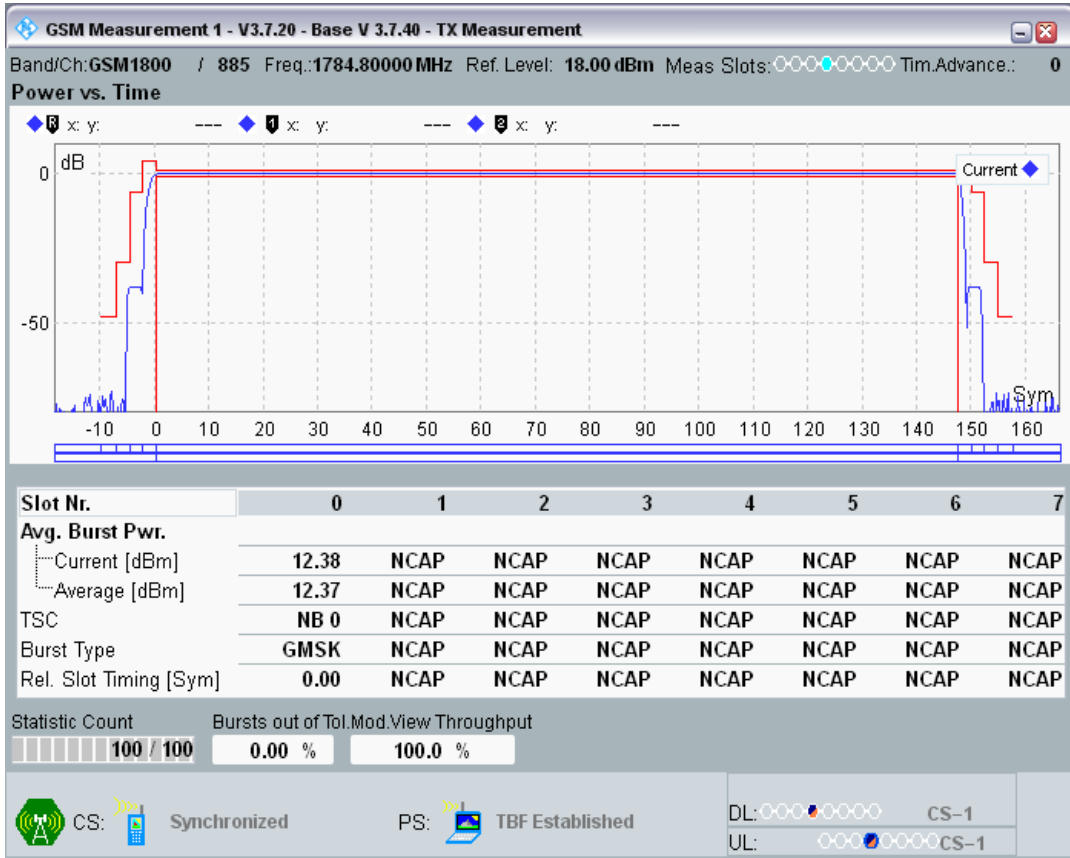 GSM Measurement 1 - V3.7.20 - Base V 3.7.40 - TX Measurement
Band/Ch:GSM1800 / 885 Freq.:1784.80000 MHz Ref. Level: 18.00 dBm Meas Slots: Tim.Advance.: 0
Power vs. Time
R x: y: --- 1 x: y: --- 2 x: y: ---
dB
Current
0
-50
Sym
-10 0 10 20 30 40 50 60 70 80 90 100 110 120 130 140 150 160
Slot Nr. 0 1 2 3 4 5 6 7
Avg. Burst Pwr.
Current [dBm] 12.38 NCAP NCAP NCAP NCAP NCAP NCAP NCAP
Average [dBm] 12.37 NCAP NCAP NCAP NCAP NCAP NCAP NCAP
TSC NB 0 NCAP NCAP NCAP NCAP NCAP NCAP NCAP
Burst Type GMSK NCAP NCAP NCAP NCAP NCAP NCAP NCAP
Rel. Slot Timing [Sym] 0.00 NCAP NCAP NCAP NCAP NCAP NCAP NCAP
Statistic Count Bursts out of Tol.Mod.View Throughput
100 / 100 0.00 % 100.0 %
CS: Synchronized PS: TBF Established DL: CS-1
UL: CS-1